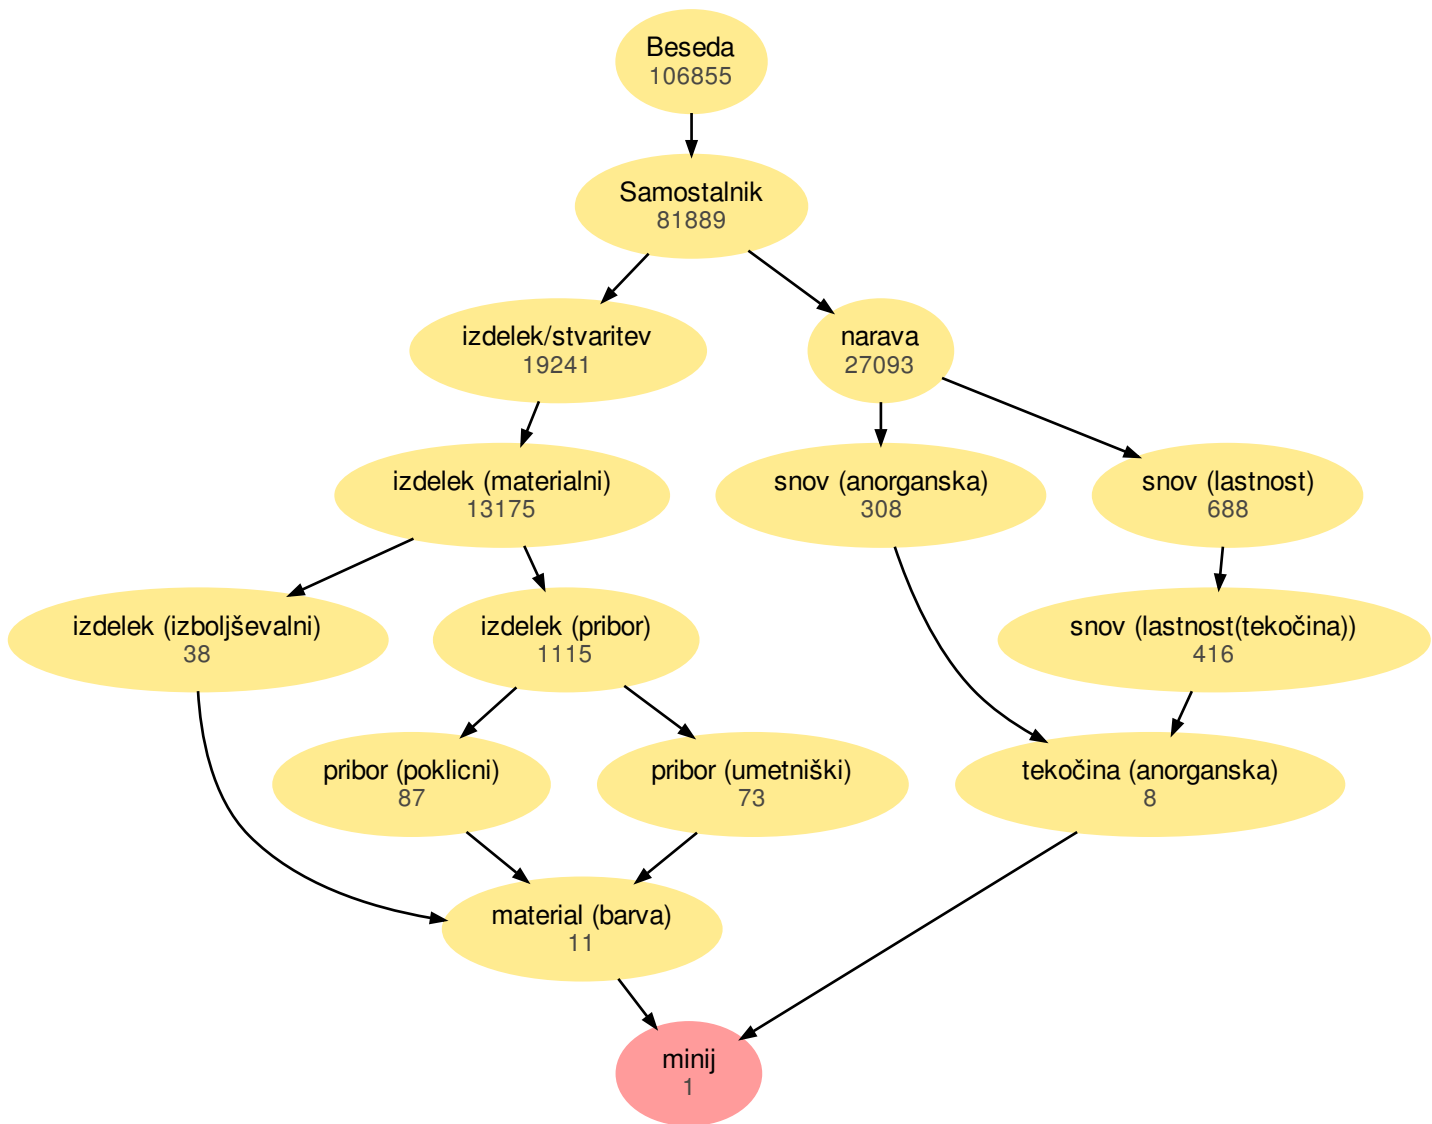 Beseda
106855
Samostalnik
81889
izdelek/stvaritev
19241
narava
27093
izdelek (materialni)
13175
snov (anorganska)
308
snov (lastnost)
688
izdelek (izboljševalni)
38
izdelek (pribor)
1115
snov (lastnost(tekočina))
416
pribor (poklicni)
87
pribor (umetniški)
73
tekočina (anorganska)
8
material (barva)
11
minij
1